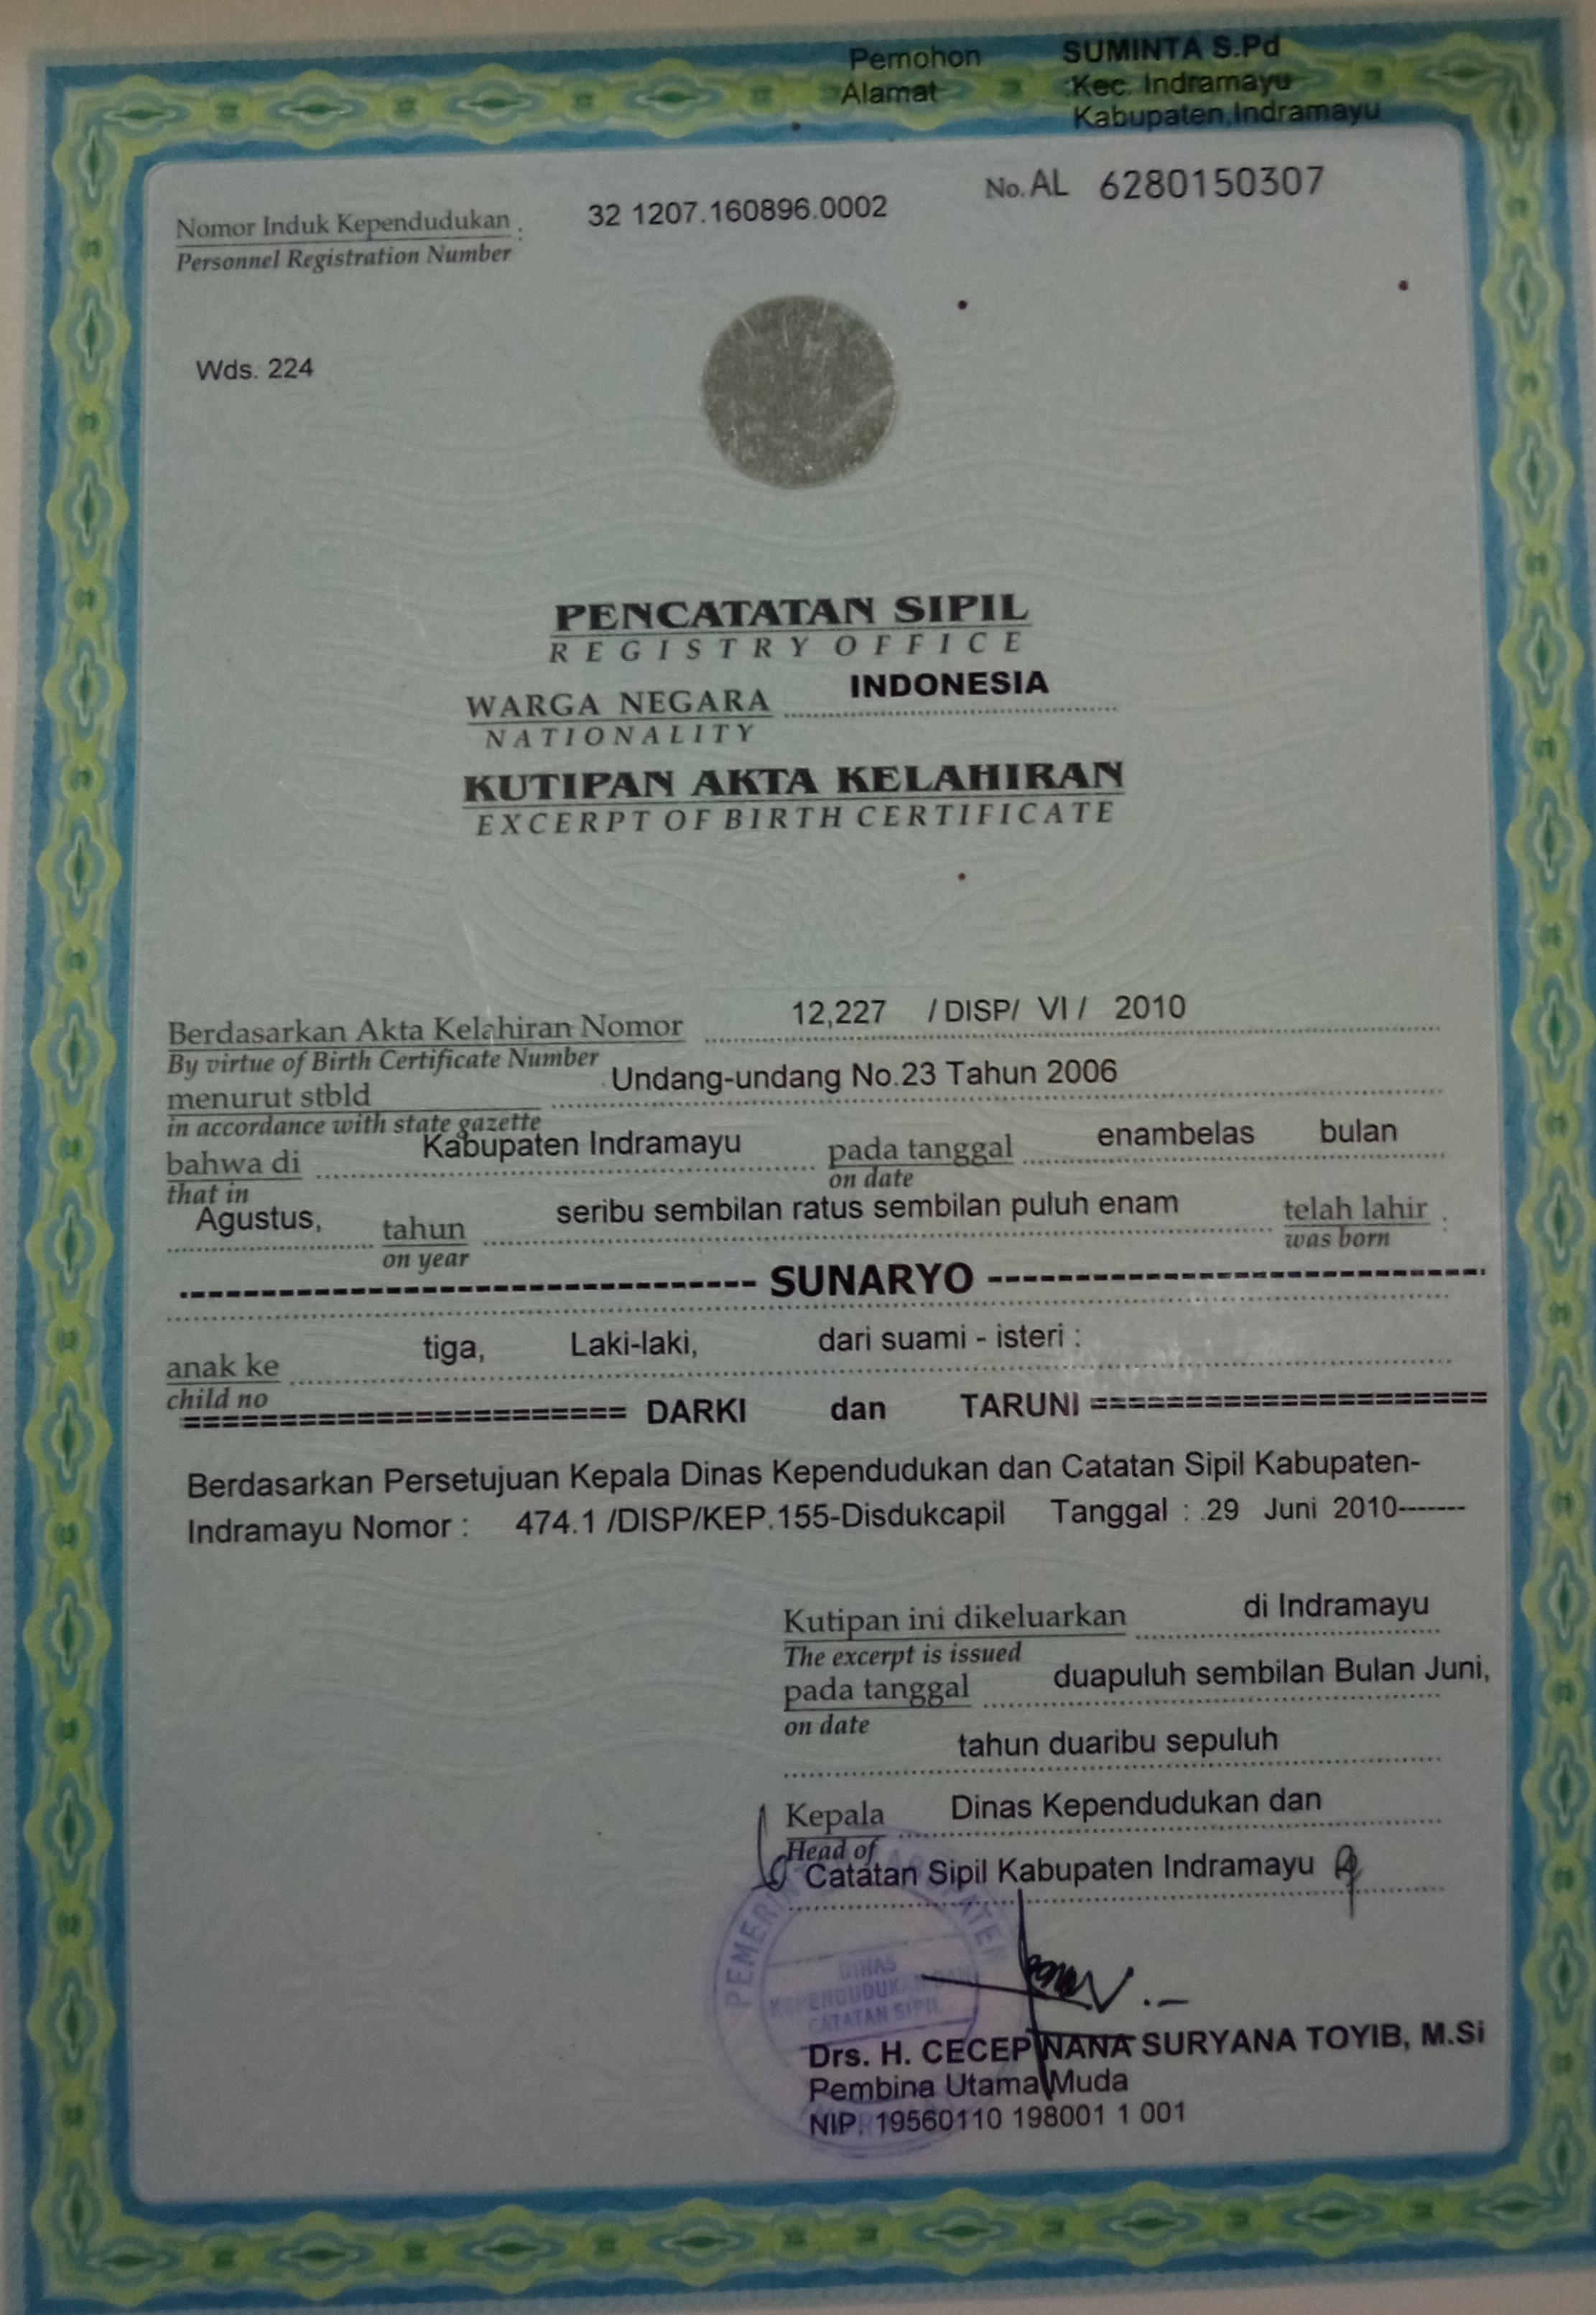 Pemohon SUMINTA S.Pd
Alamat :Kec. Indramayu
Kabupaten Indramayu
No. AL 6280150307
Nomor Induk Kependudukan : 32 1207.160896.0002
Personnel Registration Number
Wds. 224
PENCATATAN SIPIL
REGISTRY OFFICE
WARGA NEGARA INDONESIA
NATIONALITY
KUTIPAN AKTA KELAHIRAN
EXCERPT OF BIRTH CERTIFICATE
Berdasarkan Akta Kelahiran Nomor 12,227 / DISP/ VI / 2010
By virtue of Birth Certificate Number
menurut stbld Undang-undang No.23 Tahun 2006
in accordance with state gazette
bahwa di Kabupaten Indramayu pada tanggal enambelas bulan
that in on date
Agustus, tahun seribu sembilan ratus sembilan puluh enam telah lahir :
on year was born
SUNARYO
anak ke tiga, Laki-laki, dari suami - isteri :
child no
DARKI dan TARUNI
Berdasarkan Persetujuan Kepala Dinas Kependudukan dan Catatan Sipil Kabupaten-
Indramayu Nomor : 474.1 /DISP/KEP.155-Disdukcapil Tanggal : 29 Juni 2010-------
Kutipan ini dikeluarkan di Indramayu
The excerpt is issued
pada tanggal duapuluh sembilan Bulan Juni,
on date
tahun duaribu sepuluh
Kepala Dinas Kependudukan dan
Head of
Catatan Sipil Kabupaten Indramayu
DINAS
KEPENDUDUKAN DAN
CATATAN SIPIL
Drs. H. CECEP NANA SURYANA TOYIB, M.Si
Pembina Utama Muda
NIP. 19560110 198001 1 001